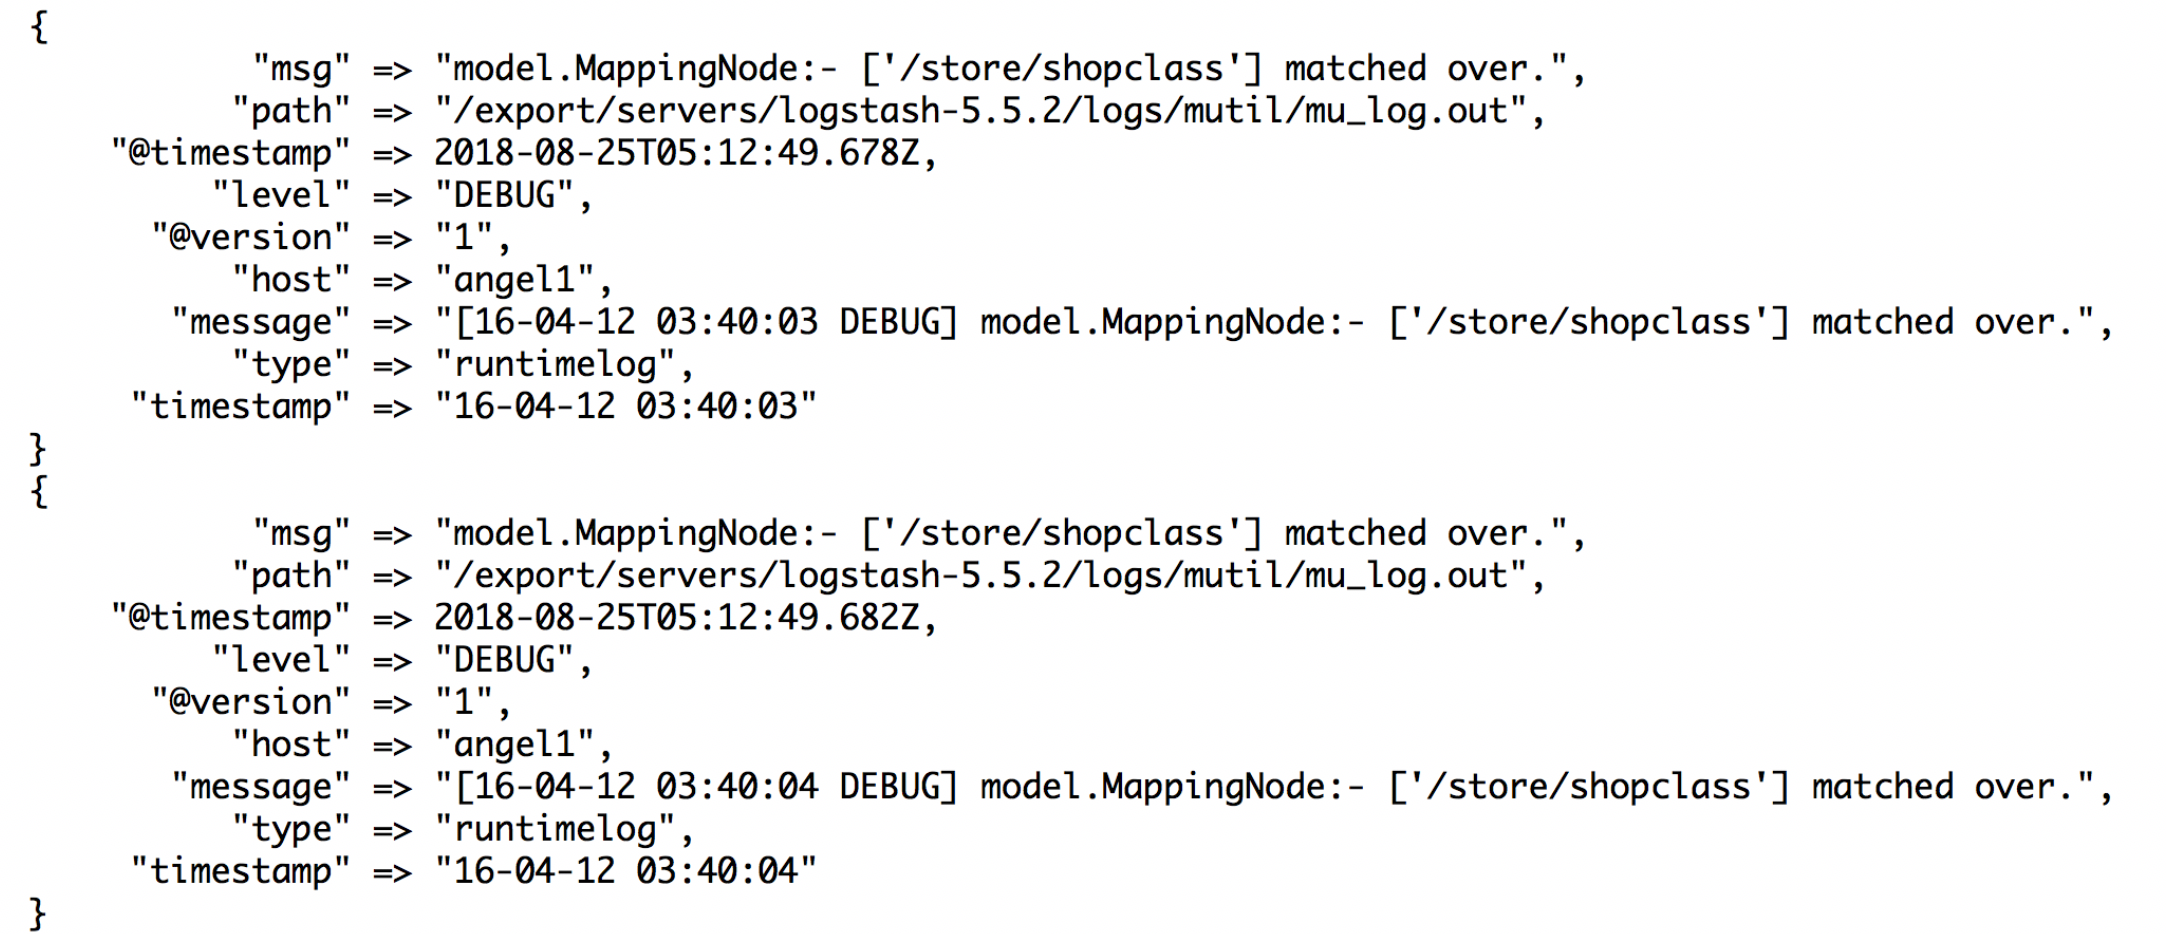 {
"msg" => "model.MappingNode:- ['/store/shopclass'] matched over.",
"path" => "/export/servers/logstash-5.5.2/logs/mutil/mu_log.out",
"@timestamp" => 2018-08-25T05:12:49.678Z,
"level" => "DEBUG",
"@version" => "1",
"host" => "angel1",
"message" => "[16-04-12 03:40:03 DEBUG] model.MappingNode:- ['/store/shopclass'] matched over.",
"type" => "runtimelog",
"timestamp" => "16-04-12 03:40:03"
}
{
"msg" => "model.MappingNode:- ['/store/shopclass'] matched over.",
"path" => "/export/servers/logstash-5.5.2/logs/mutil/mu_log.out",
"@timestamp" => 2018-08-25T05:12:49.682Z,
"level" => "DEBUG",
"@version" => "1",
"host" => "angel1",
"message" => "[16-04-12 03:40:04 DEBUG] model.MappingNode:- ['/store/shopclass'] matched over.",
"type" => "runtimelog",
"timestamp" => "16-04-12 03:40:04"
}